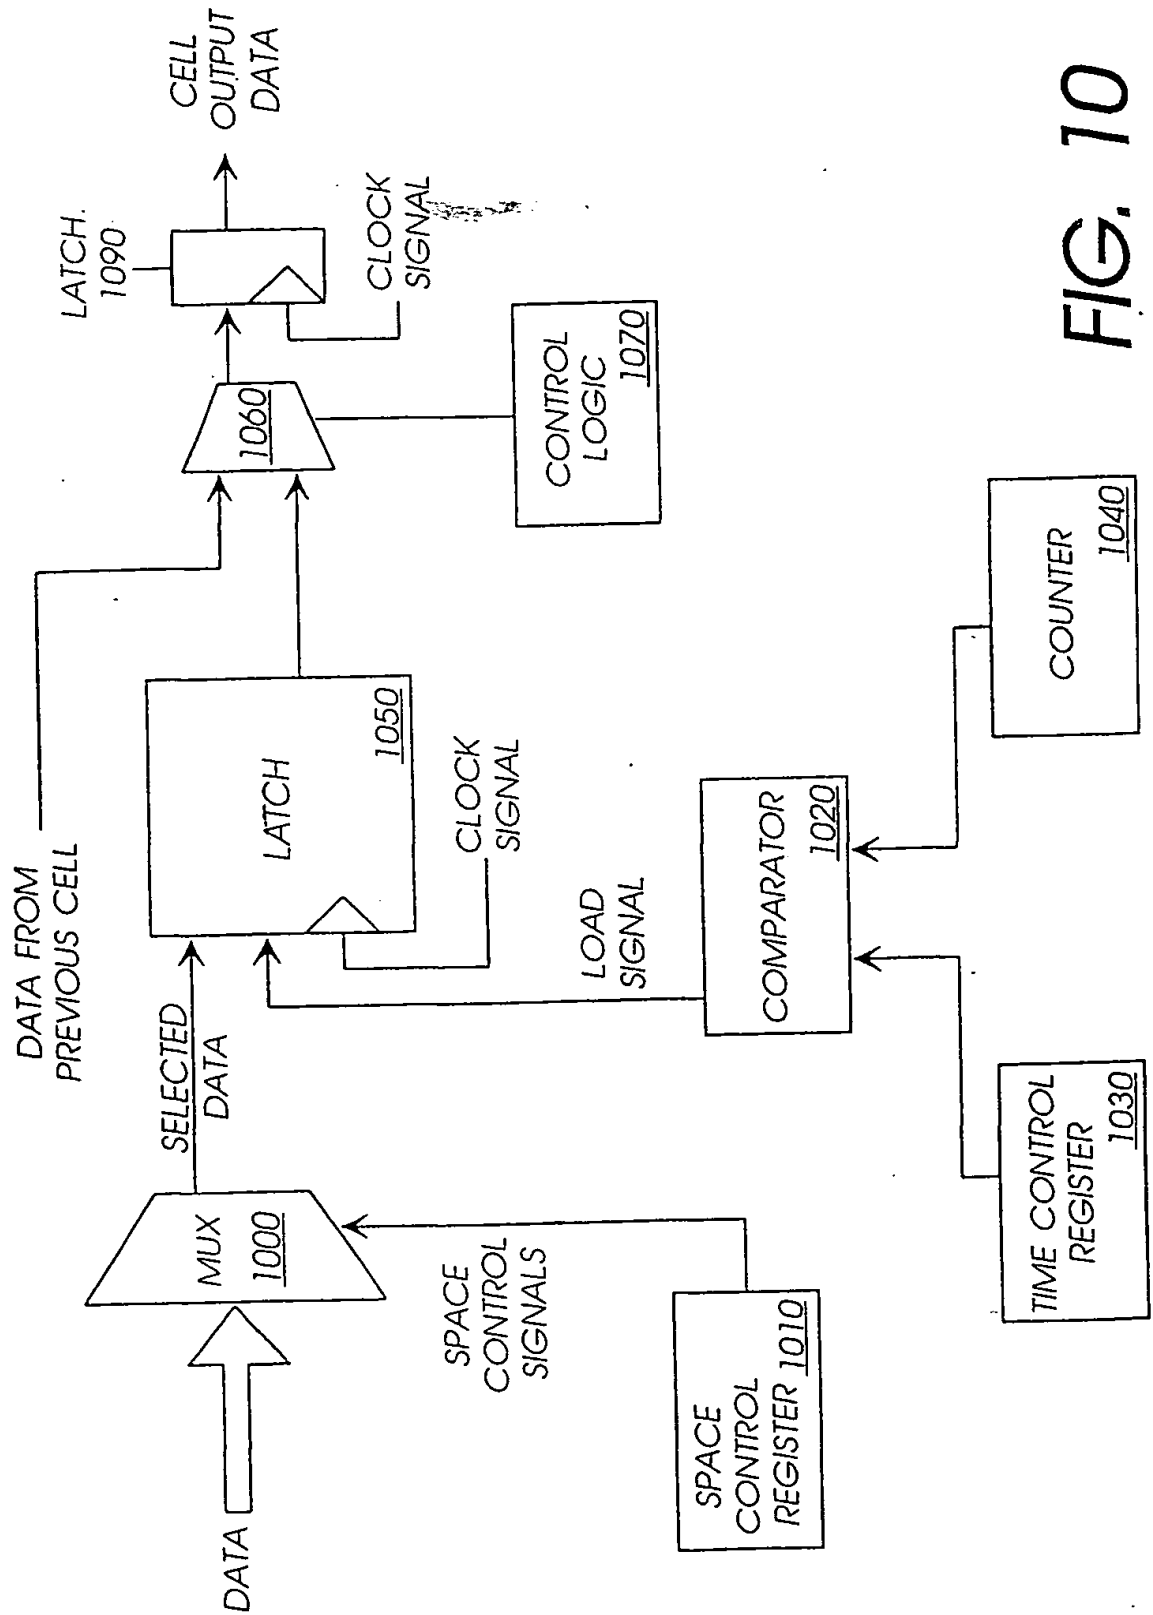 DATA
MUX
1000
SELECTED
DATA
DATA FROM
PREVIOUS CELL
SPACE
CONTROL
SIGNALS
SPACE
CONTROL
REGISTER 1010
LATCH
1050
CLOCK
SIGNAL
LOAD
SIGNAL
COMPARATOR
1020
TIME CONTROL
REGISTER
1030
COUNTER
1040
1060
CONTROL
LOGIC
1070
LATCH.
1090
CLOCK
SIGNAL
CELL
OUTPUT
DATA
FIG. 10